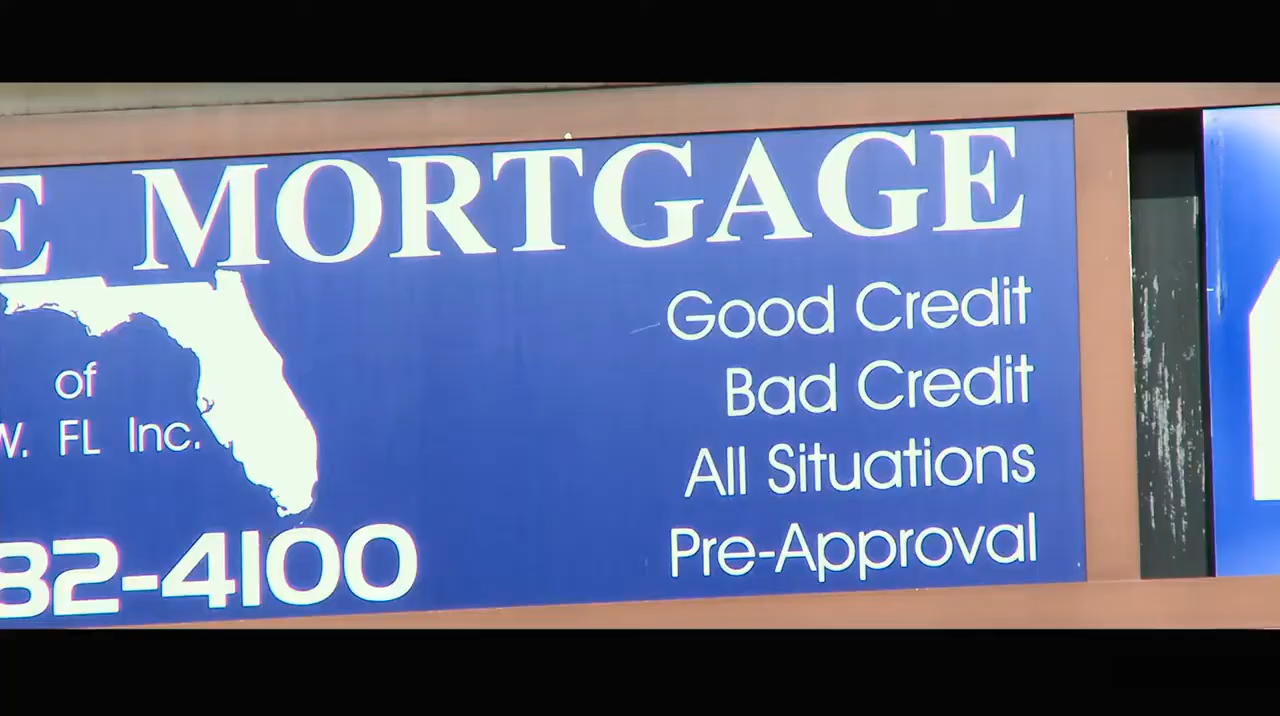 E MORTGAGE
of
W. FL Inc.
82-4100
Good Credit
Bad Credit
All Situations
Pre-Approval